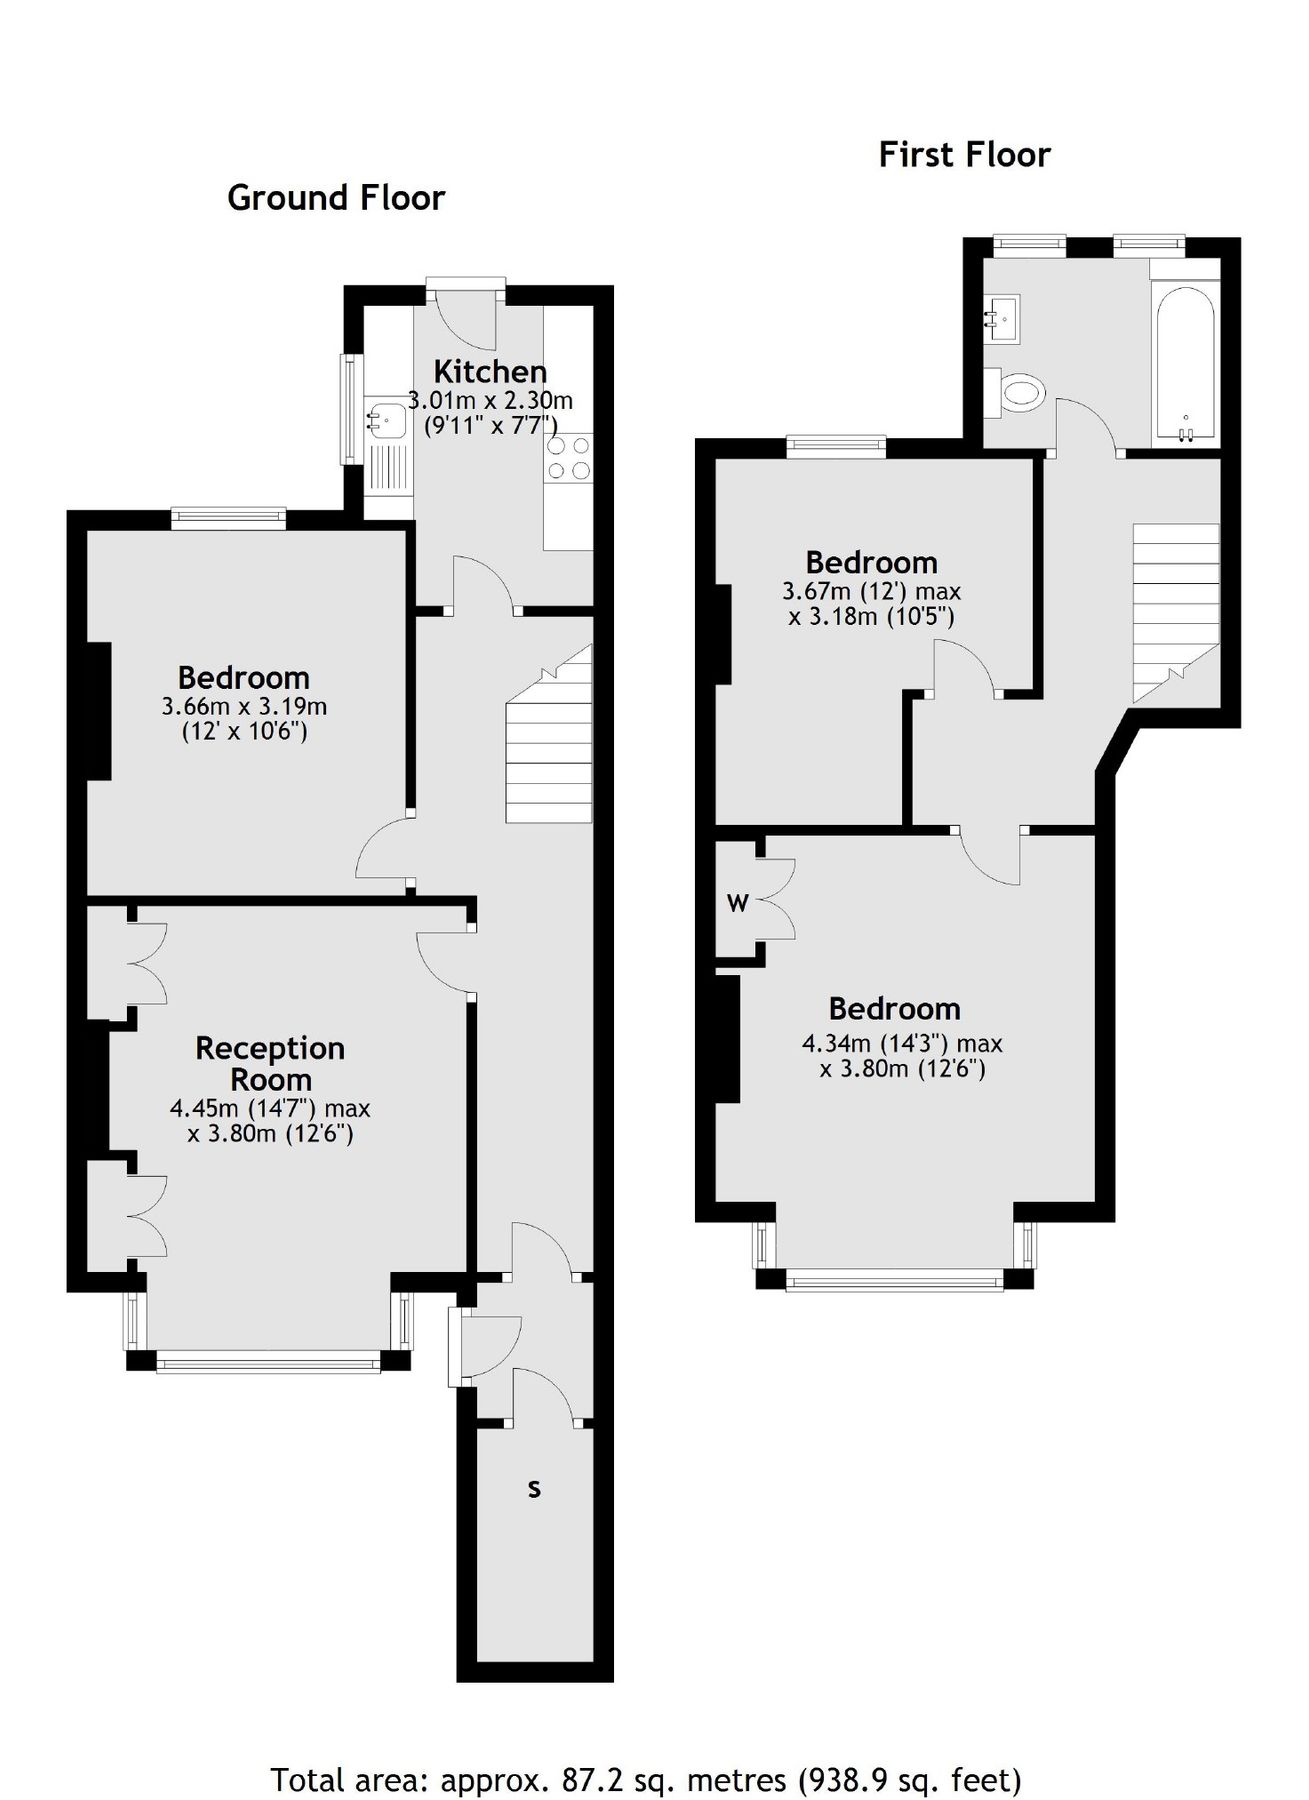 Ground Floor
Kitchen
3.01m x 2.30m
(9'11" x 7'7")
Bedroom
3.66m x 3.19m
(12' x 10'6")
Reception
Room
4.45m (14'7") max
x 3.80m (12'6")
S
First Floor
Bedroom
3.67m (12') max
x 3.18m (10'5")
W
Bedroom
4.34m (14'3") max
x 3.80m (12'6")
Total area: approx. 87.2 sq. metres (938.9 sq. feet)